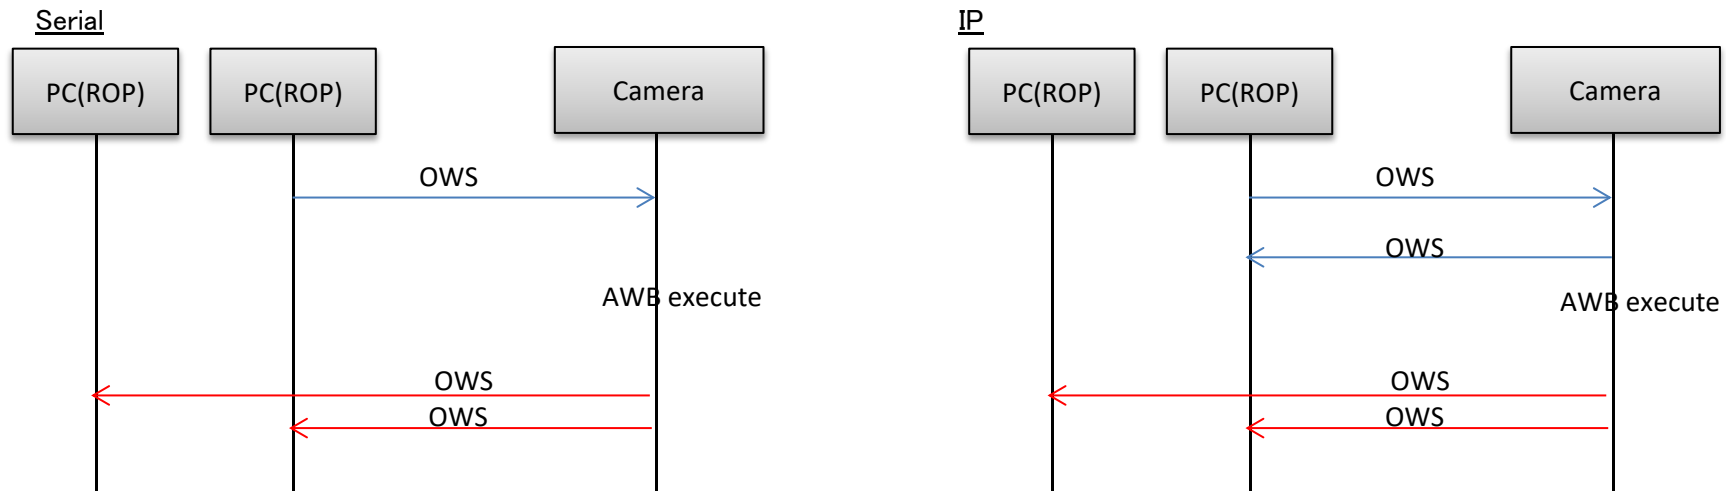 Serial
PC(ROP)
PC(ROP)
Camera
OWS
AWB execute
OWS
OWS
IP
PC(ROP)
PC(ROP)
Camera
OWS
OWS
AWB execute
OWS
OWS